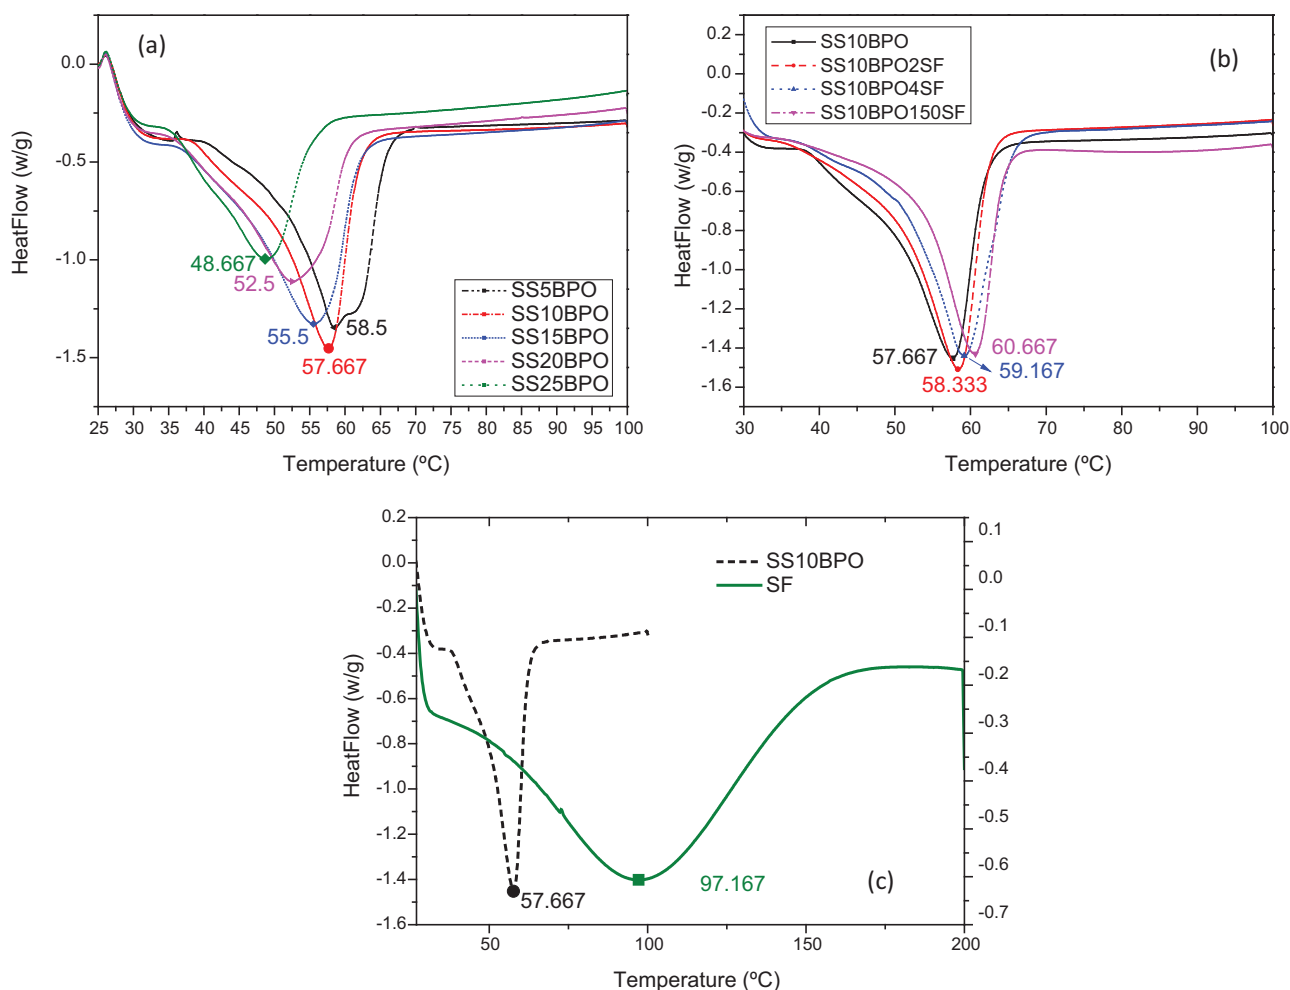 (a)
HeatFlow (w/g)
0.0
-0.5
-1.0
-1.5
48.667
52.5
55.5
58.5
57.667
SS5BPO
SS10BPO
SS15BPO
SS20BPO
SS25BPO
25 30 35 40 45 50 55 60 65 70 75 80 85 90 95 100
Temperature (ºC)
(b)
HeatFlow (w/g)
0.2
0.0
-0.2
-0.4
-0.6
-0.8
-1.0
-1.2
-1.4
-1.6
SS10BPO
SS10BPO2SF
SS10BPO4SF
SS10BPO150SF
57.667
60.667
59.167
58.333
30 40 50 60 70 80 90 100
Temperature (ºC)
HeatFlow (w/g)
0.2
0.0
-0.2
-0.4
-0.6
-0.8
-1.0
-1.2
-1.4
-1.6
SS10BPO
SF
57.667
97.167
(c)
0.1
0.0
-0.1
-0.2
-0.3
-0.4
-0.5
-0.6
-0.7
50 100 150 200
Temperature (ºC)